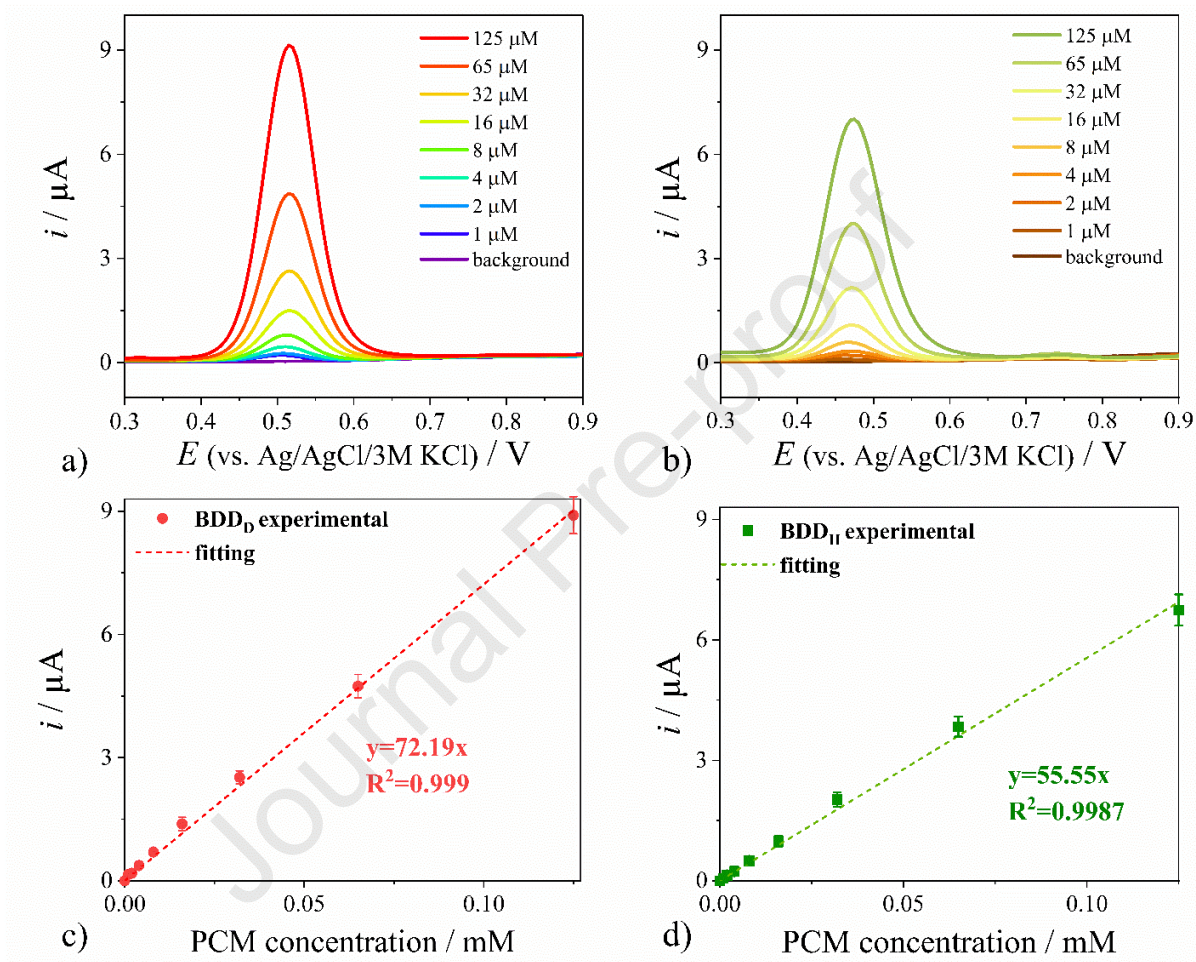 9
6
3
0
i / μA
125 μM
65 μM
32 μM
16 μM
8 μM
4 μM
2 μM
1 μM
background
0.3 0.4 0.5 0.6 0.7 0.8 0.9
E (vs. Ag/AgCl/3M KCl) / V
a)
9
6
3
0
i / μA
125 μM
65 μM
32 μM
16 μM
8 μM
4 μM
2 μM
1 μM
background
0.3 0.4 0.5 0.6 0.7 0.8 0.9
E (vs. Ag/AgCl/3M KCl) / V
b)
9
6
3
0
i / μA
BDD_D experimental
fitting
y=72.19x
R²=0.999
0.00 0.05 0.10
PCM concentration / mM
c)
9
6
3
0
i / μA
BDD_H experimental
fitting
y=55.55x
R²=0.9987
0.00 0.05 0.10
PCM concentration / mM
d)
Journal Pre-proof